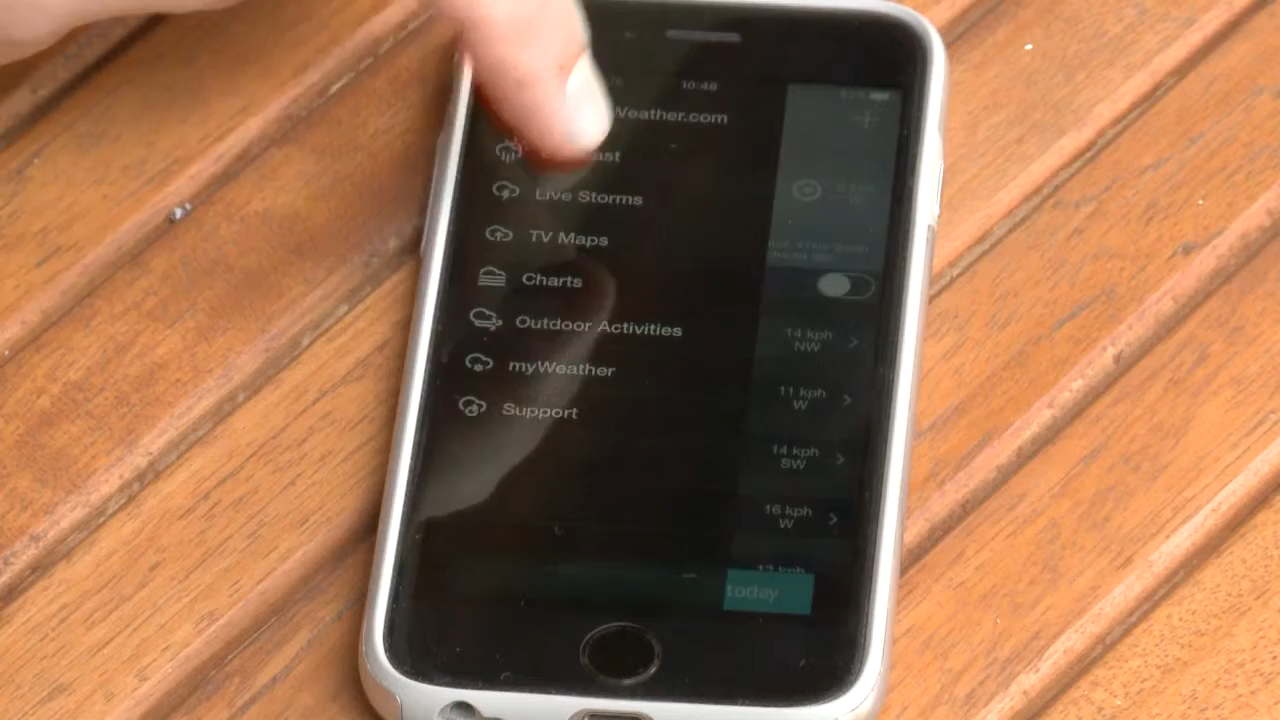 10:48
Weather.com
Live Storms
TV Maps
Charts
Outdoor Activities
myWeather
Support
14 kph
NW
11 kph
W
14 kph
SW
16 kph
W
today